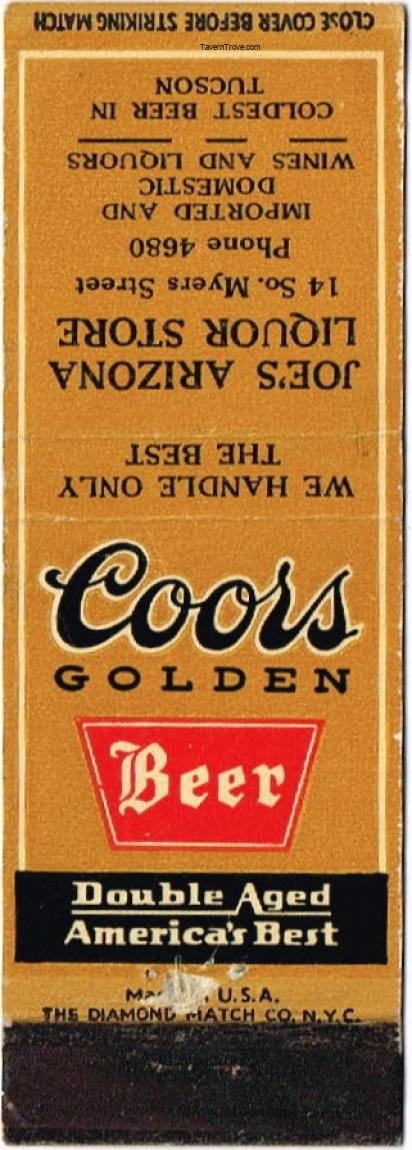 CLOSE COVER BEFORE STRIKING MATCH
TavernTrove.com
COLDEST BEER IN
TUCSON
WINES AND LIQUORS
DOMESTIC
IMPORTED AND
Phone 4680
14 So. Myers Street
LIQUOR STORE
JOE'S ARIZONA
THE BEST
WE HANDLE ONLY
Coors
GOLDEN
Beer
Double Aged
America's Best
U.S.A.
THE DIAMOND MATCH CO. N.Y.C.